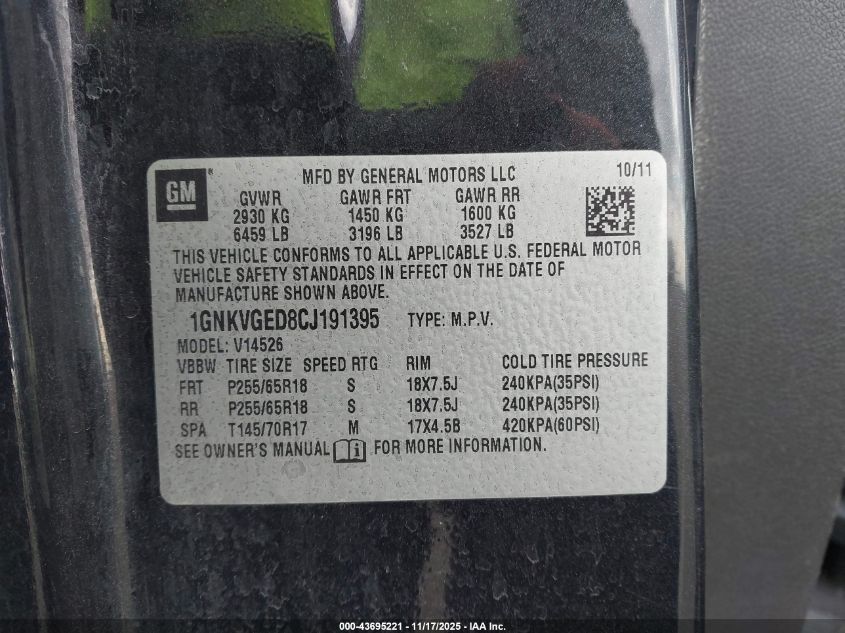 GM ® MFD BY GENERAL MOTORS LLC 10/11
GVWR GAWR FRT GAWR RR
2930 KG 1450 KG 1600 KG
6459 LB 3196 LB 3527 LB
THIS VEHICLE CONFORMS TO ALL APPLICABLE U.S. FEDERAL MOTOR
VEHICLE SAFETY STANDARDS IN EFFECT ON THE DATE OF
MANUFACTURE SHOWN ABOVE.
1GNKVGED8CJ191395 TYPE: M.P.V.
MODEL: V14526
VBBW TIRE SIZE SPEED RTG RIM COLD TIRE PRESSURE
FRT P255/65R18 S 18X7.5J 240KPA(35PSI)
RR P255/65R18 S 18X7.5J 240KPA(35PSI)
SPA T145/70R17 M 17X4.5B 420KPA(60PSI)
SEE OWNER'S MANUAL i FOR MORE INFORMATION.
000-43695221 - 11/17/2025 - IAA Inc.